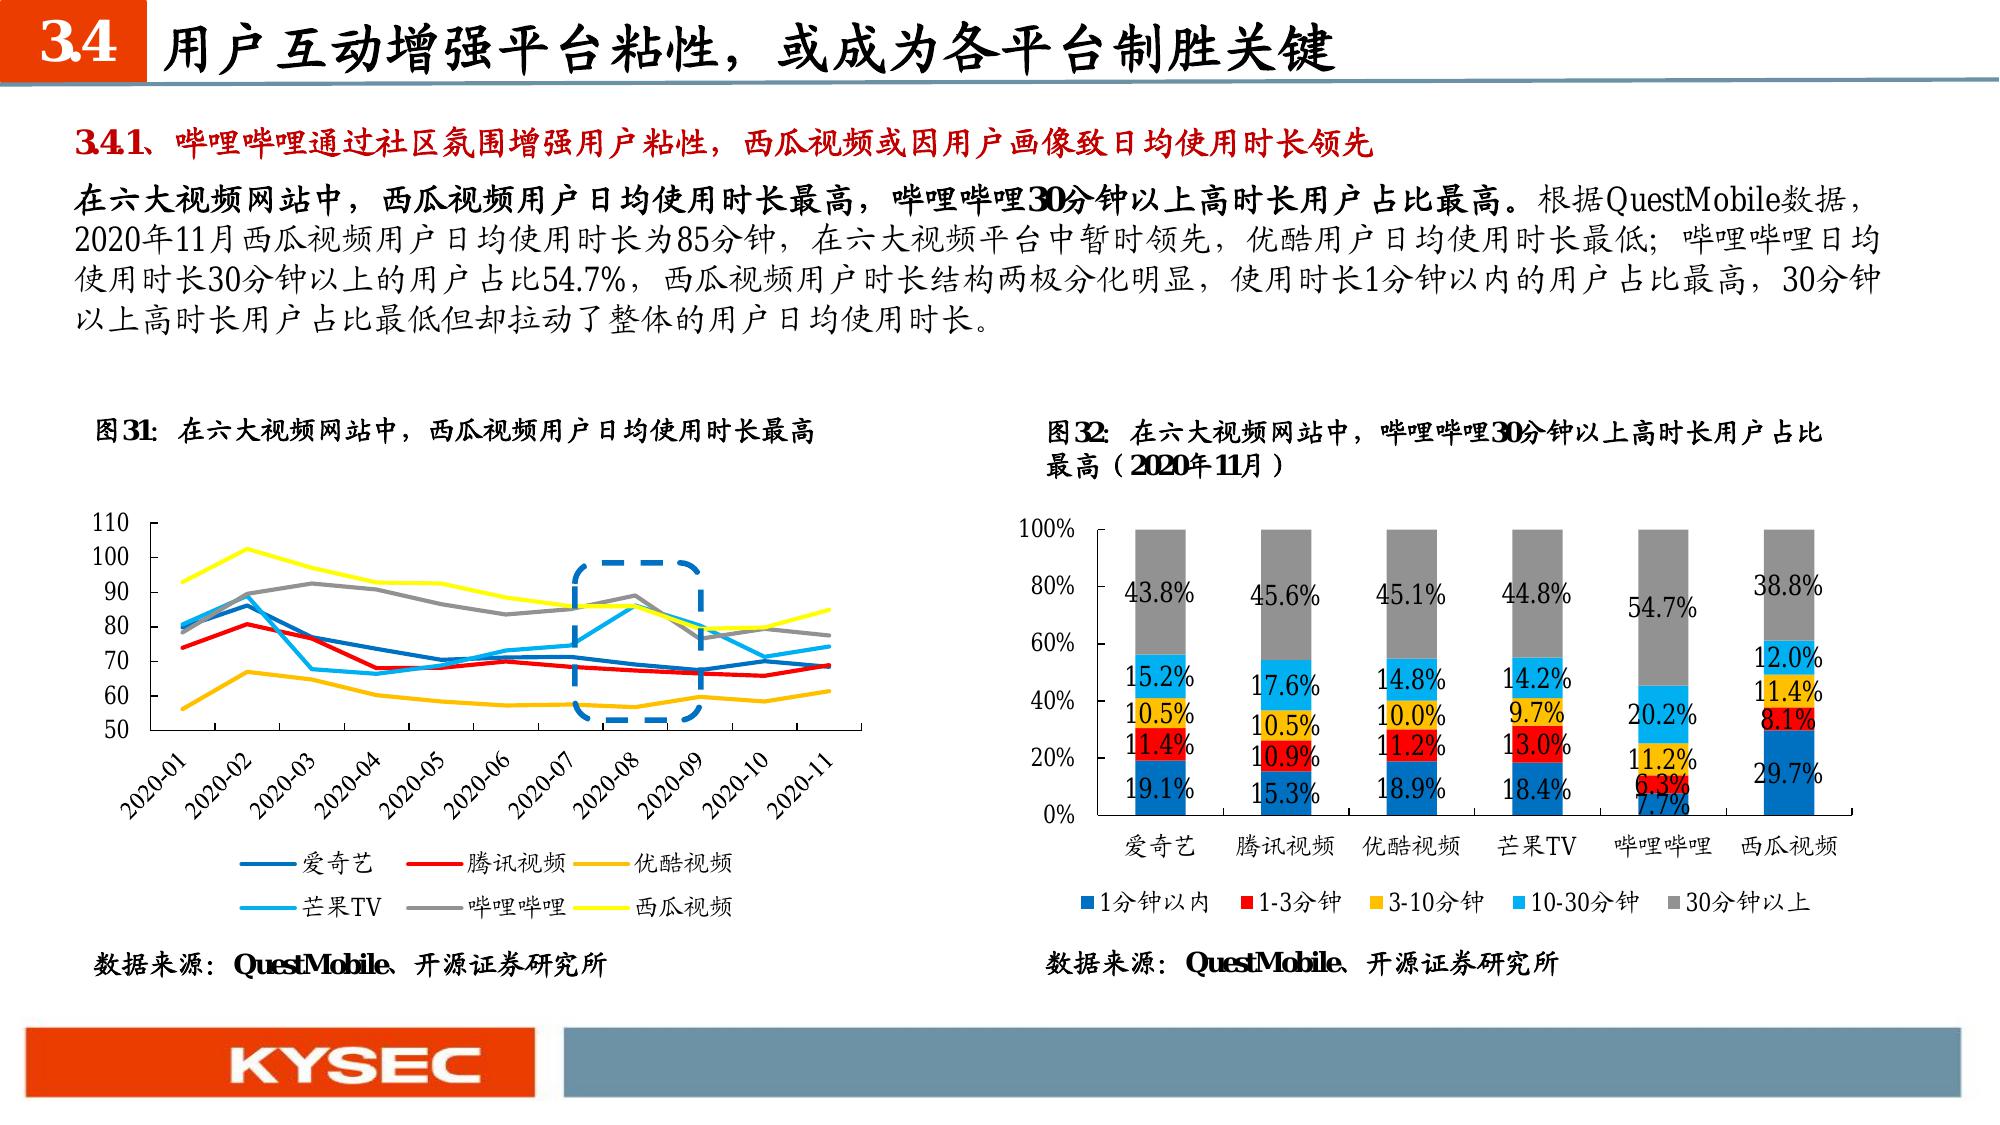 3.4 用户互动增强平台粘性，或成为各平台制胜关键
3.4.1、哔哩哔哩通过社区氛围增强用户粘性，西瓜视频或因用户画像致日均使用时长领先
在六大视频网站中，西瓜视频用户日均使用时长最高，哔哩哔哩30分钟以上高时长用户占比最高。根据QuestMobile数据，
2020年11月西瓜视频用户日均使用时长为85分钟，在六大视频平台中暂时领先，优酷用户日均使用时长最低；哔哩哔哩日均
使用时长30分钟以上的用户占比54.7%，西瓜视频用户时长结构两极分化明显，使用时长1分钟以内的用户占比最高，30分钟
以上高时长用户占比最低但却拉动了整体的用户日均使用时长。
图31：在六大视频网站中，西瓜视频用户日均使用时长最高
110
100
90
80
70
60
50
2020-01 2020-02 2020-03 2020-04 2020-05 2020-06 2020-07 2020-08 2020-09 2020-10 2020-11
爱奇艺 腾讯视频 优酷视频
芒果TV 哔哩哔哩 西瓜视频
数据来源：QuestMobile、开源证券研究所
图32：在六大视频网站中，哔哩哔哩30分钟以上高时长用户占比
最高（2020年11月）
100%
80%
60%
40%
20%
0%
43.8% 45.6% 45.1% 44.8% 54.7% 38.8%
15.2% 17.6% 14.8% 14.2% 20.2% 12.0%
10.5% 10.5% 10.0% 9.7% 11.2% 11.4%
11.4% 10.9% 11.2% 13.0% 6.3% 8.1%
19.1% 15.3% 18.9% 18.4% 7.7% 29.7%
爱奇艺 腾讯视频 优酷视频 芒果TV 哔哩哔哩 西瓜视频
1分钟以内 1-3分钟 3-10分钟 10-30分钟 30分钟以上
数据来源：QuestMobile、开源证券研究所
KYSEC